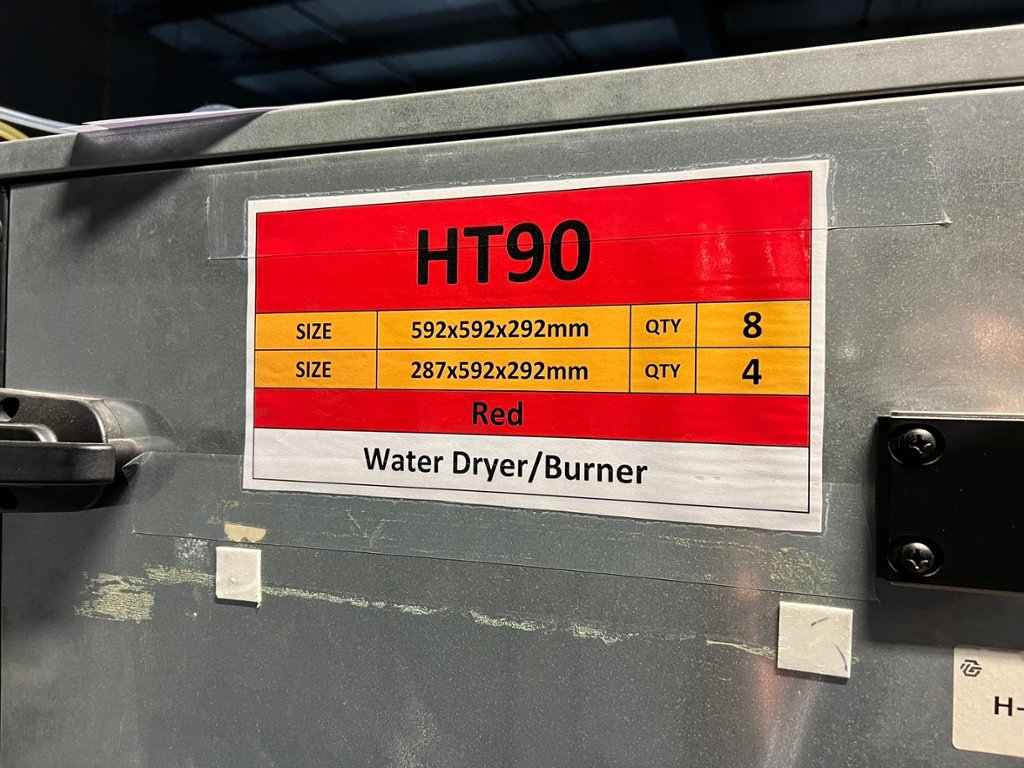 HT90
SIZE 592x592x292mm QTY 8
SIZE 287x592x292mm QTY 4
Red
Water Dryer/Burner
H-